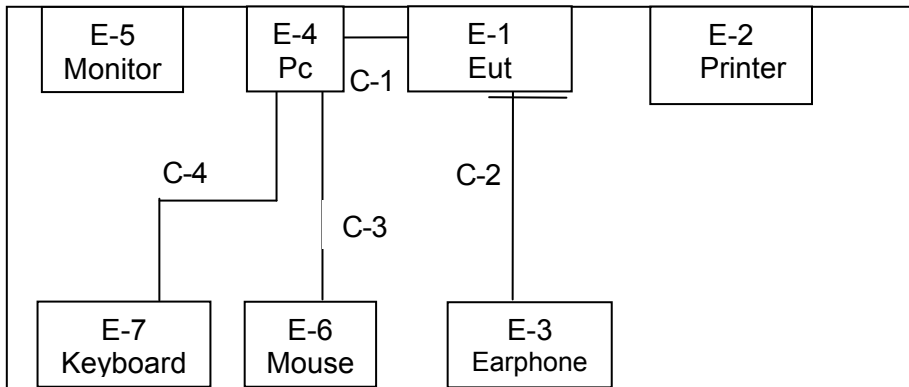 E-5
Monitor
E-4
Pc
E-1
Eut
E-2
Printer
C-1
C-4
C-2
C-3
E-7
Keyboard
E-6
Mouse
E-3
Earphone